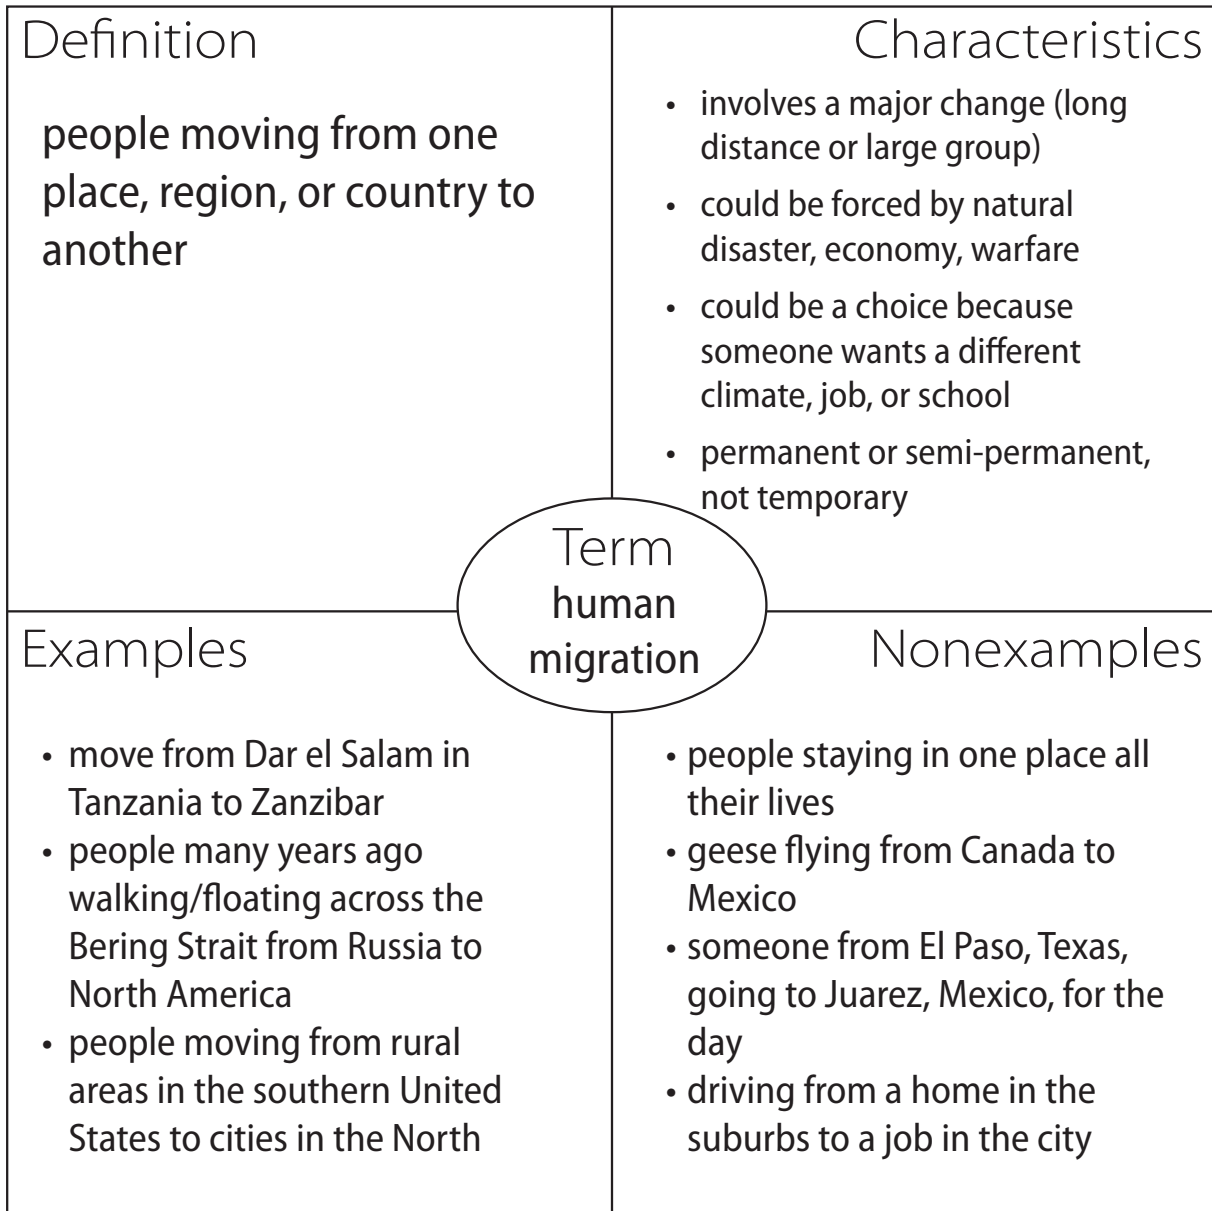 Definition
people moving from one
place, region, or country to
another
Characteristics
• involves a major change (long
distance or large group)
• could be forced by natural
disaster, economy, warfare
• could be a choice because
someone wants a different
climate, job, or school
• permanent or semi-permanent,
not temporary
Term
human
migration
Examples
• move from Dar el Salam in
Tanzania to Zanzibar
• people many years ago
walking/floating across the
Bering Strait from Russia to
North America
• people moving from rural
areas in the southern United
States to cities in the North
Nonexamples
• people staying in one place all
their lives
• geese flying from Canada to
Mexico
• someone from El Paso, Texas,
going to Juarez, Mexico, for the
day
• driving from a home in the
suburbs to a job in the city